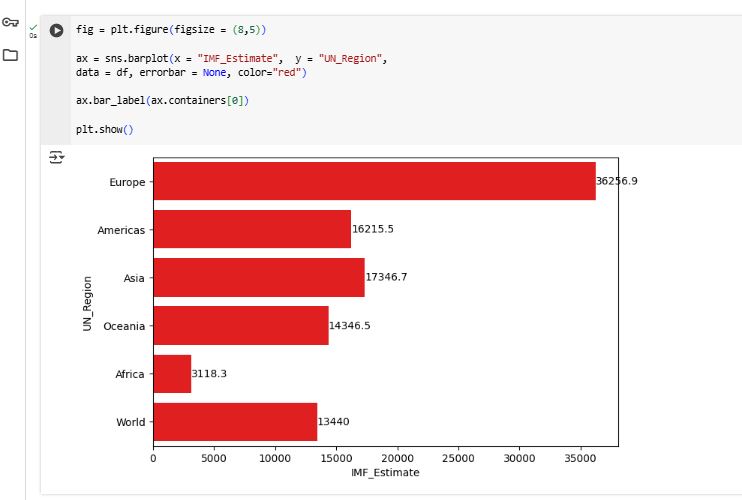 fig = plt.figure(figsize = (8,5))
ax = sns.barplot(x = "IMF_Estimate",  y = "UN_Region",
data = df, errorbar = None, color="red")
ax.bar_label(ax.containers[0])
plt.show()
0s
Europe
36256.9
Americas
16215.5
Asia
17346.7
Oceania
14346.5
Africa
3118.3
World
13440
UN_Region
0 5000 10000 15000 20000 25000 30000 35000
IMF_Estimate